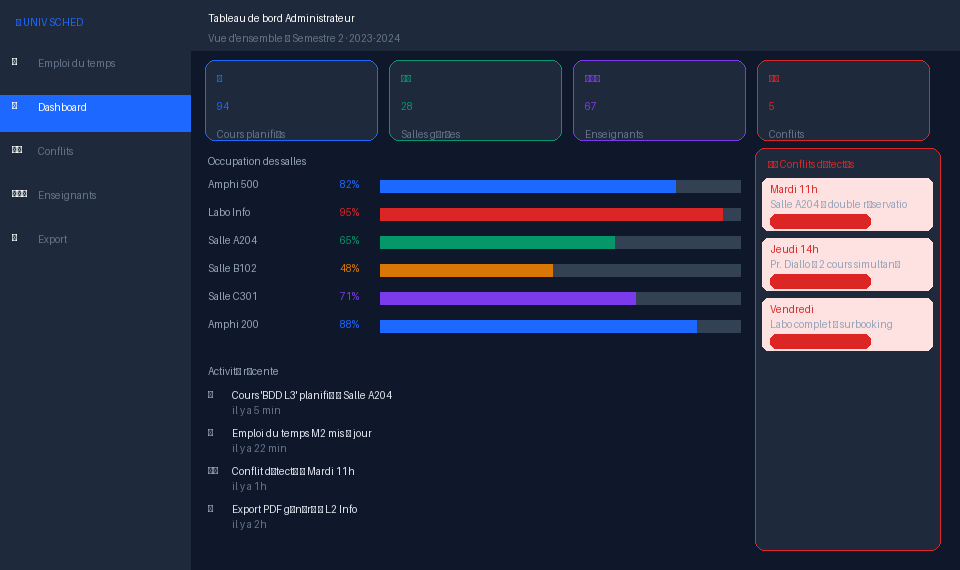 UNIV SCHED
Emploi du temps
Dashboard
Conflits
Enseignants
Export
Tableau de bord Administrateur
Vue d'ensemble □ Semestre 2 · 2023-2024
94
Cours planifi□s
28
Salles g□r□es
67
Enseignants
5
Conflits
Occupation des salles
Amphi 500 82%
Labo Info 95%
Salle A204 65%
Salle B102 48%
Salle C301 71%
Amphi 200 88%
Activit□ r□cente
Cours 'BDD L3' planifi□ □ Salle A204
il y a 5 min
Emploi du temps M2 mis □ jour
il y a 22 min
Conflit d□tect□ □ Mardi 11h
il y a 1h
Export PDF g□n□r□ □ L2 Info
il y a 2h
□□ Conflits d□tect□s
Mardi 11h
Salle A204 □ double r□servatio
Jeudi 14h
Pr. Diallo □ 2 cours simultan□
Vendredi
Labo complet □ surbooking